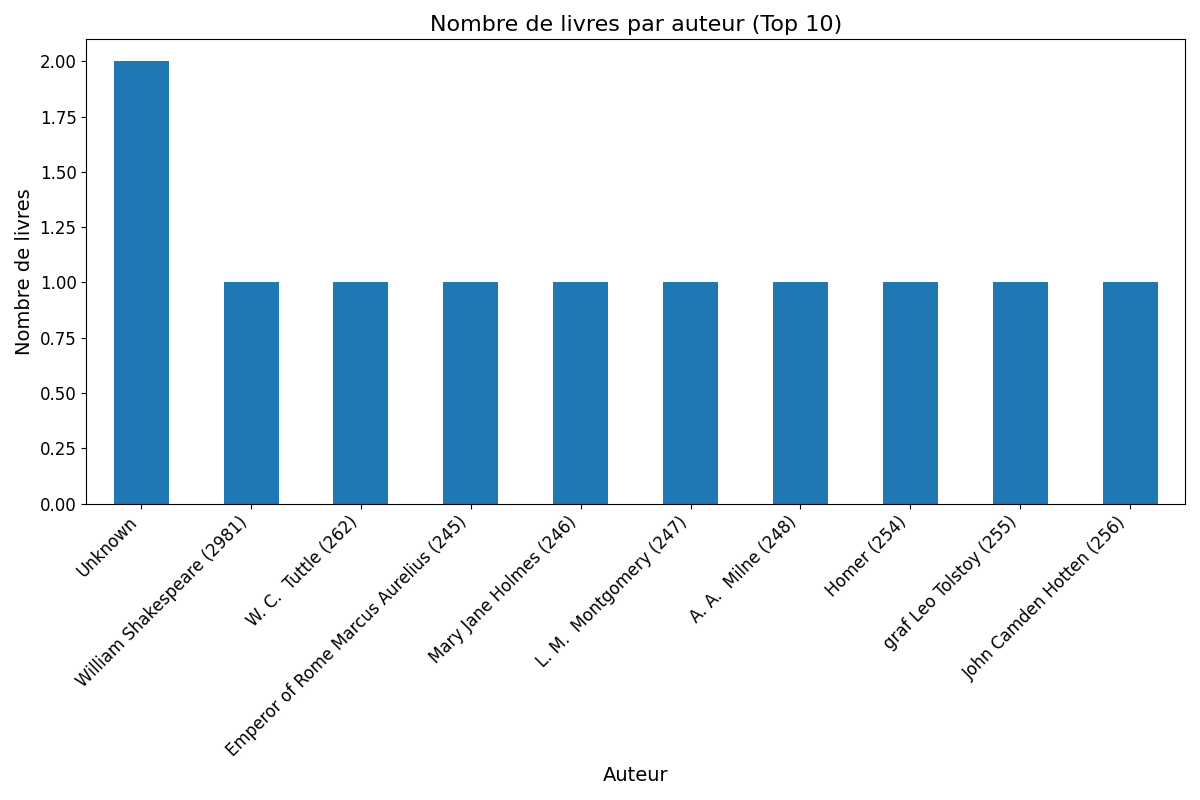 Nombre de livres par auteur (Top 10)
Nombre de livres
2.00
1.75
1.50
1.25
1.00
0.75
0.50
0.25
0.00
Unknown
William Shakespeare (2981)
W. C.  Tuttle (262)
Emperor of Rome Marcus Aurelius (245)
Mary Jane Holmes (246)
L. M.  Montgomery (247)
A. A.  Milne (248)
Homer (254)
graf Leo Tolstoy (255)
John Camden Hotten (256)
Auteur